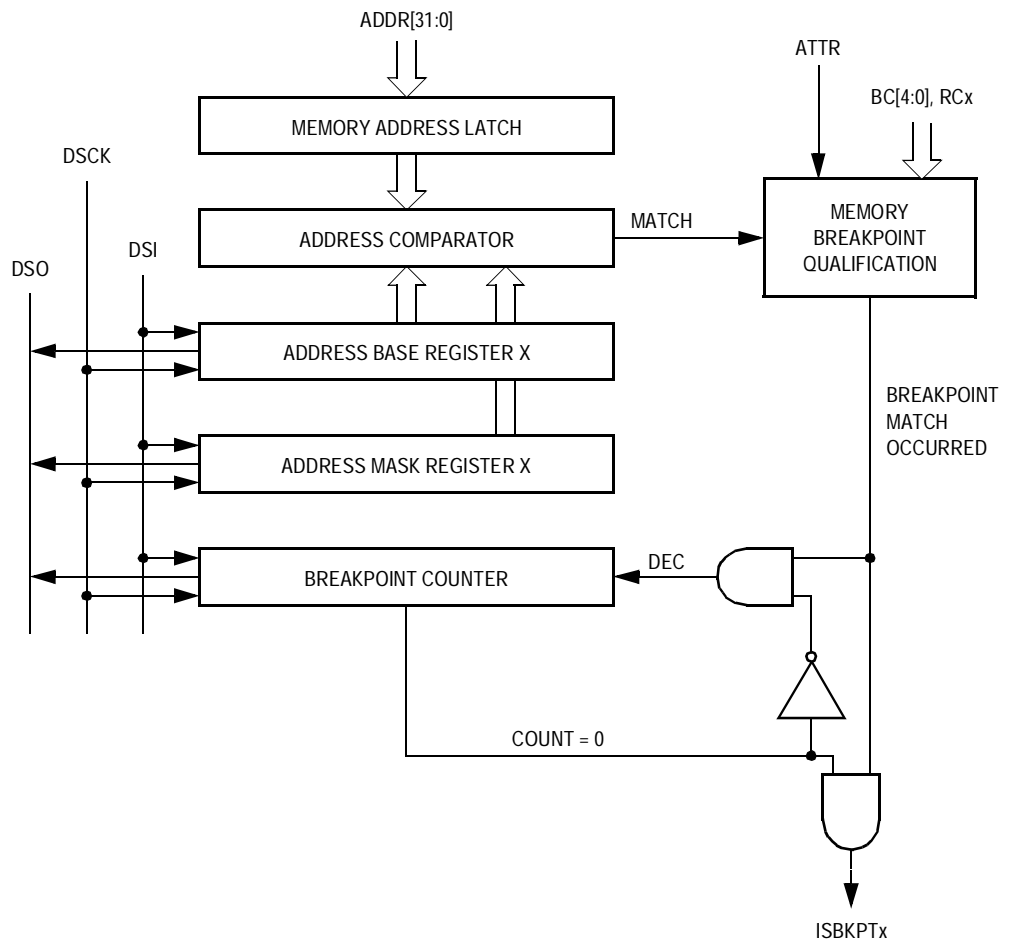 ADDR[31:0]
ATTR
BC[4:0], RCx
MEMORY ADDRESS LATCH
DSCK
MEMORY
BREAKPOINT
QUALIFICATION
MATCH
ADDRESS COMPARATOR
DSI
DSO
ADDRESS BASE REGISTER X
BREAKPOINT
MATCH
OCCURRED
ADDRESS MASK REGISTER X
DEC
BREAKPOINT COUNTER
COUNT = 0
ISBKPTx